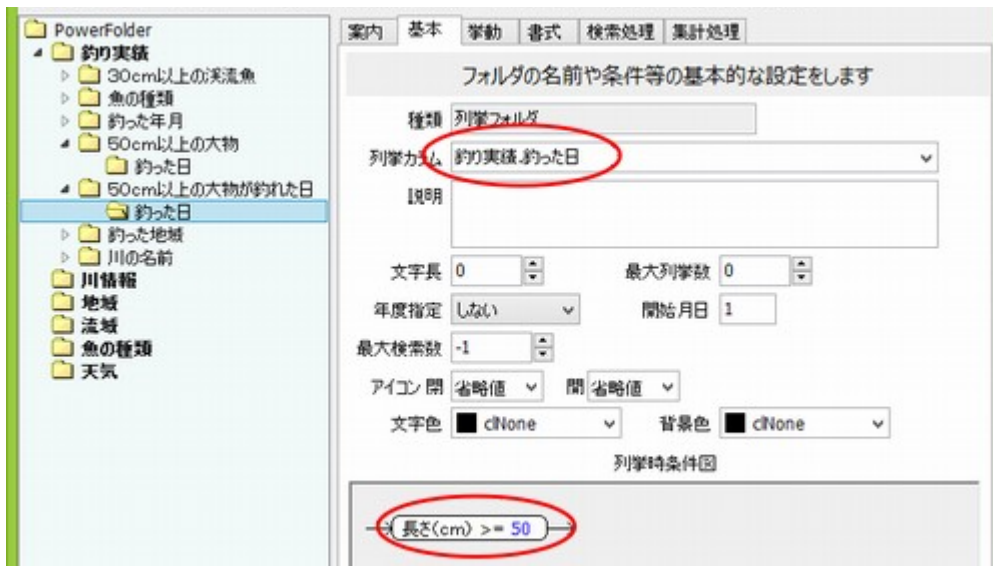 PowerFolder
釣り実績
30cm以上の渓流魚
魚の種類
釣った年月
50cm以上の大物
釣った日
50cm以上の大物が釣れた日
釣った日
釣った地域
川の名前
川情報
地域
流域
魚の種類
天気
案内 基本 挙動 書式 検索処理 集計処理
フォルダの名前や条件等の基本的な設定をします
種類 列挙フォルダ
列挙カラム 釣り実績.釣った日
説明
文字長 0 最大列挙数 0
年度指定 しない 開始月日 1
最大検索数 -1
アイコン 閉 省略値 開 省略値
文字色 clNone 背景色 clNone
列挙時条件図
長さ(cm) >= 50